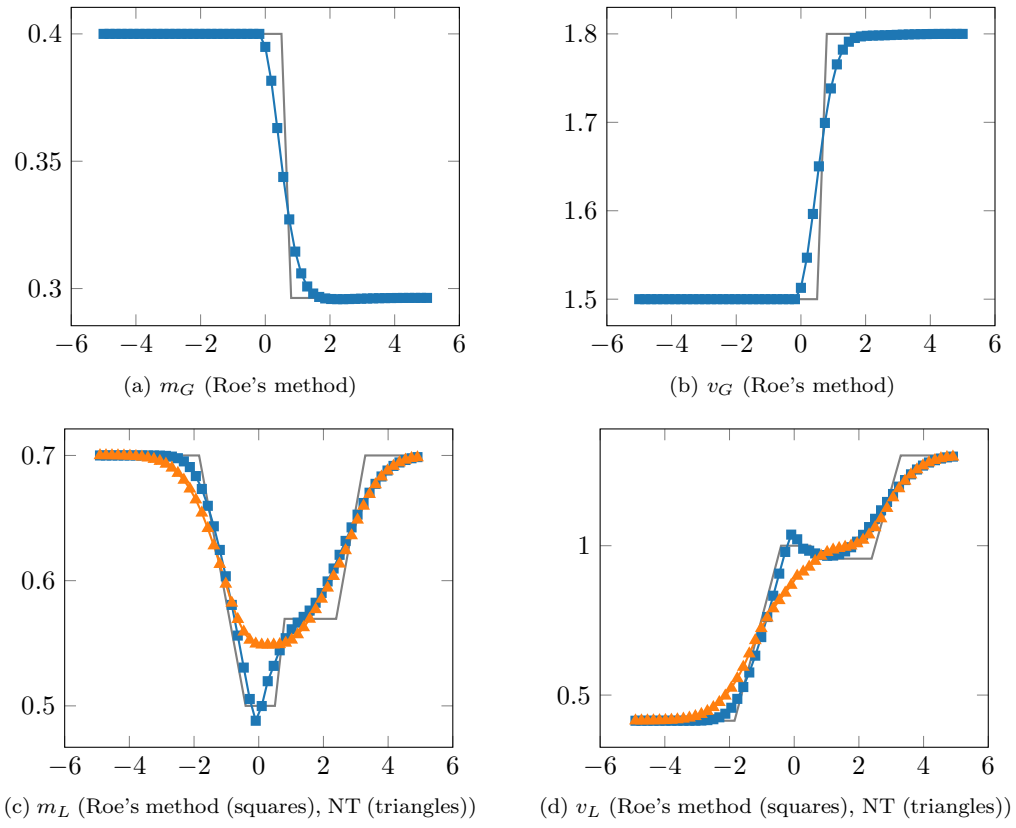 0.4
0.35
0.3
−6 −4 −2 0 2 4 6
(a) m_G (Roe's method)
1.8
1.7
1.6
1.5
−6 −4 −2 0 2 4 6
(b) v_G (Roe's method)
0.7
0.6
0.5
−6 −4 −2 0 2 4 6
(c) m_L (Roe's method (squares), NT (triangles))
1
0.5
−6 −4 −2 0 2 4 6
(d) v_L (Roe's method (squares), NT (triangles))